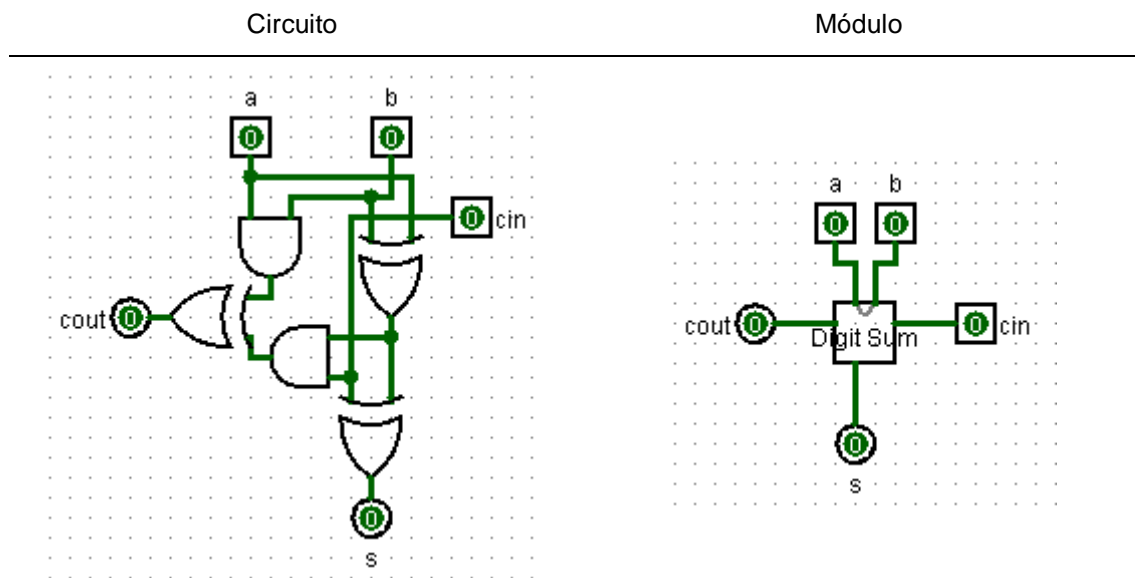 Circuito Módulo
a b
0 0
0 cin
cout 0
0
s
a b
0 0
cout 0 Digit Sum 0 cin
0
s